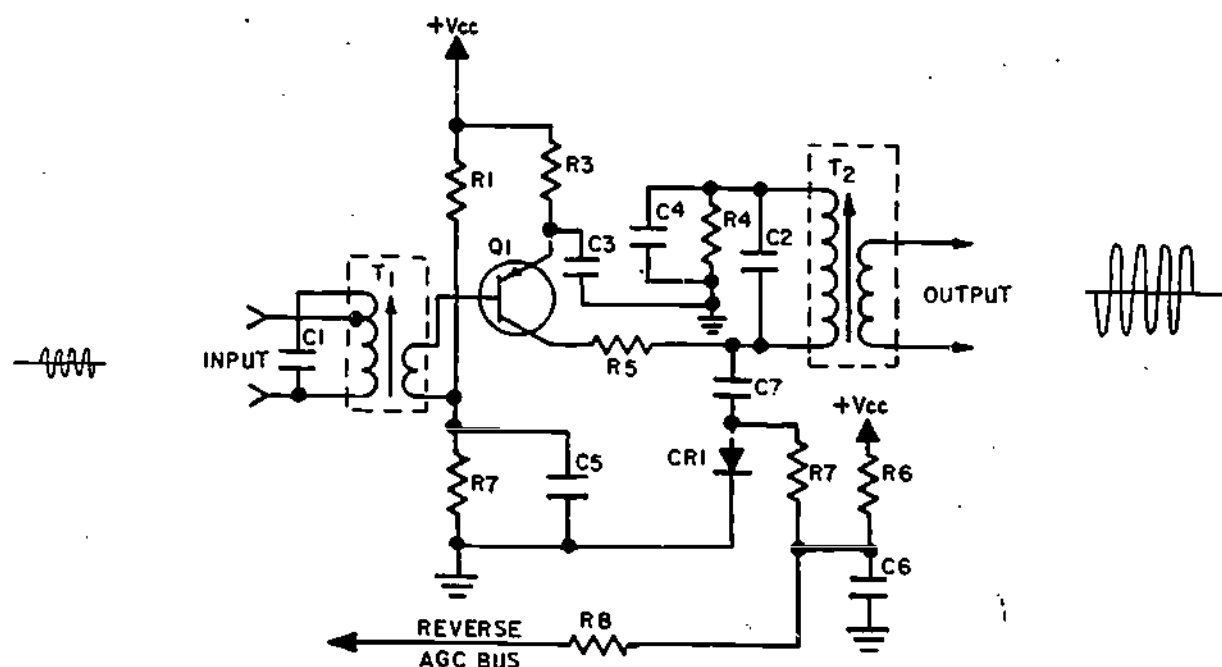 +Vcc
R1
R3
Q1
C3
C4
R4
C2
T2
T1
C1
INPUT
OUTPUT
R5
C7
+Vcc
CR1
R7
R6
R7
C5
C6
R8
REVERSE
AGC BUS